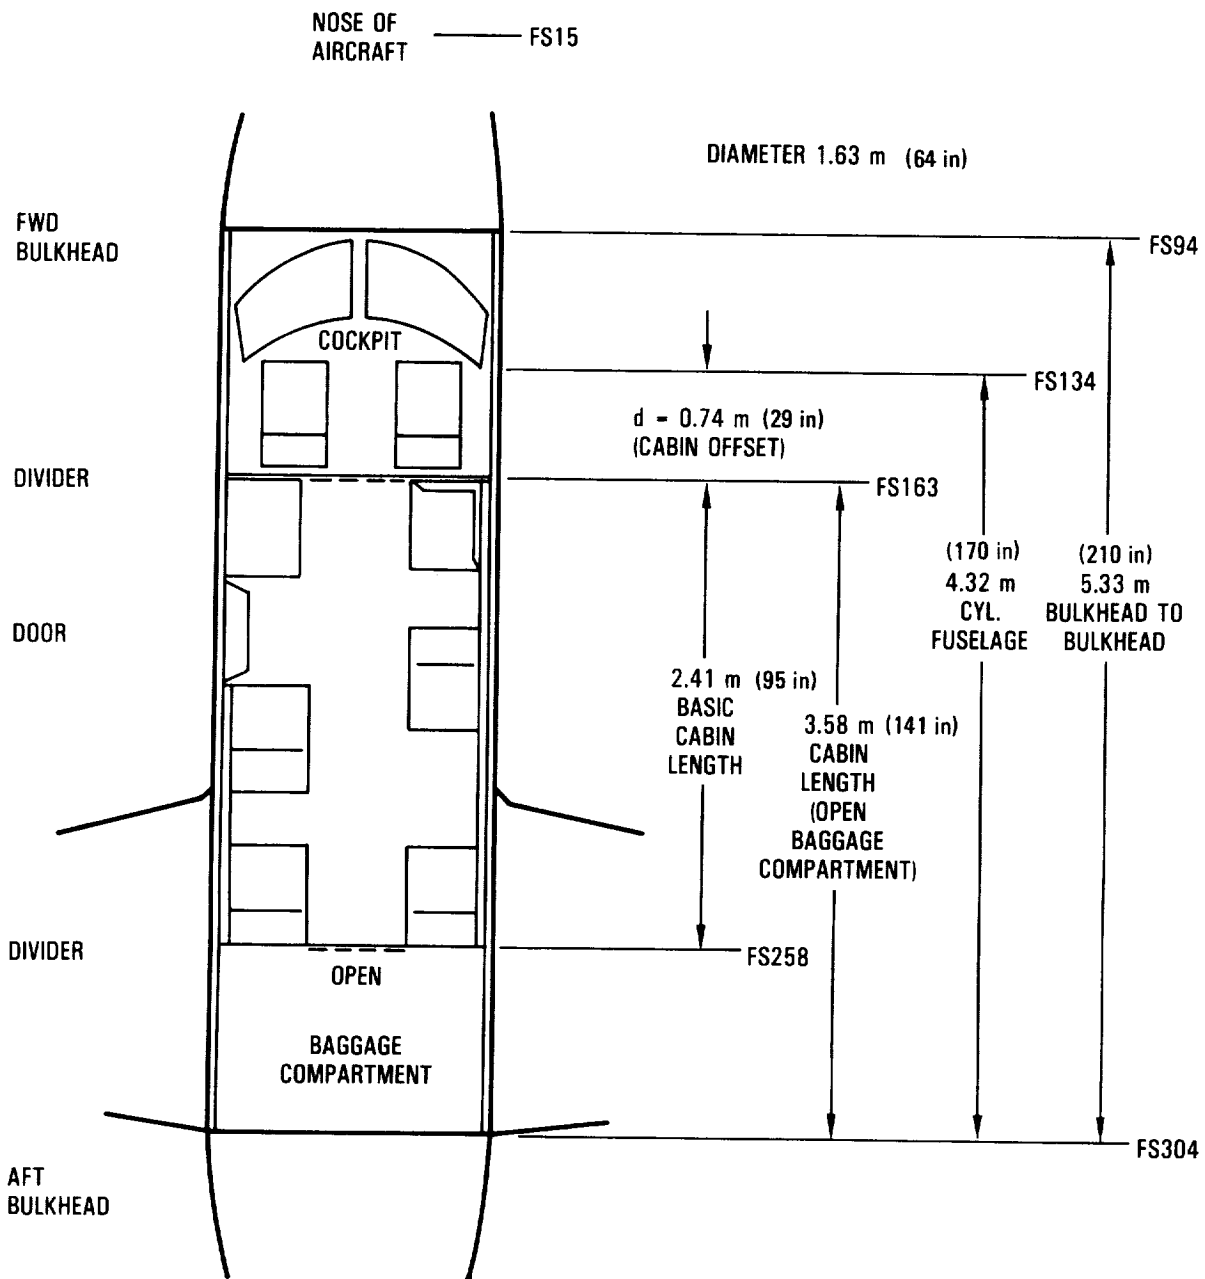 NOSE OF
AIRCRAFT
FS15
DIAMETER 1.63 m (64 in)
FWD
BULKHEAD
FS94
COCKPIT
FS134
d = 0.74 m (29 in)
(CABIN OFFSET)
DIVIDER
FS163
(170 in)
4.32 m
CYL.
FUSELAGE
(210 in)
5.33 m
BULKHEAD TO
BULKHEAD
DOOR
2.41 m (95 in)
BASIC
CABIN
LENGTH
3.58 m (141 in)
CABIN
LENGTH
(OPEN
BAGGAGE
COMPARTMENT)
DIVIDER
FS258
OPEN
BAGGAGE
COMPARTMENT
FS304
AFT
BULKHEAD